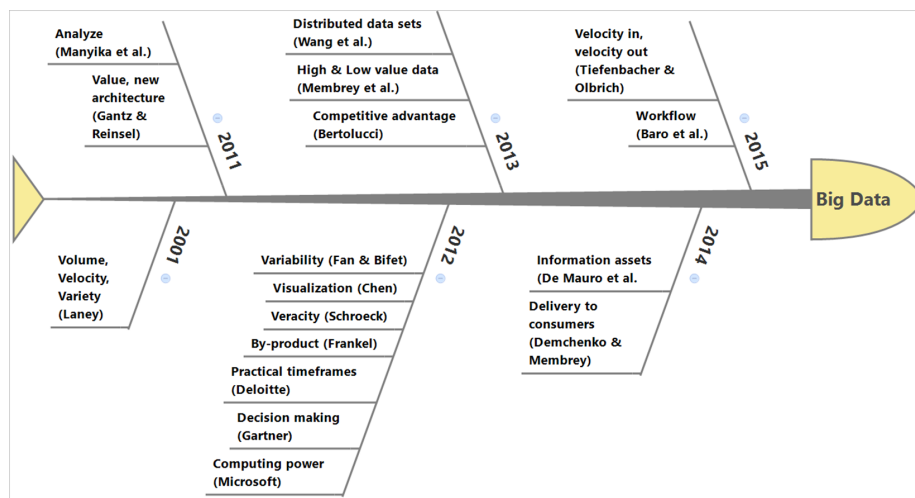 Analyze
(Manyika et al.)
Value, new
architecture
(Gantz &
Reinsel)
2011
Distributed data sets
(Wang et al.)
High & Low value data
(Membrey et al.)
Competitive advantage
(Bertolucci)
2013
Velocity in,
velocity out
(Tiefenbacher &
Olbrich)
Workflow
(Baro et al.)
2015
Big Data
Volume,
Velocity,
Variety
(Laney)
2001
Variability (Fan & Bifet)
Visualization (Chen)
Veracity (Schroeck)
By-product (Frankel)
Practical timeframes
(Deloitte)
Decision making
(Gartner)
Computing power
(Microsoft)
2012
Information assets
(De Mauro et al.
Delivery to
consumers
(Demchenko &
Membrey)
2014